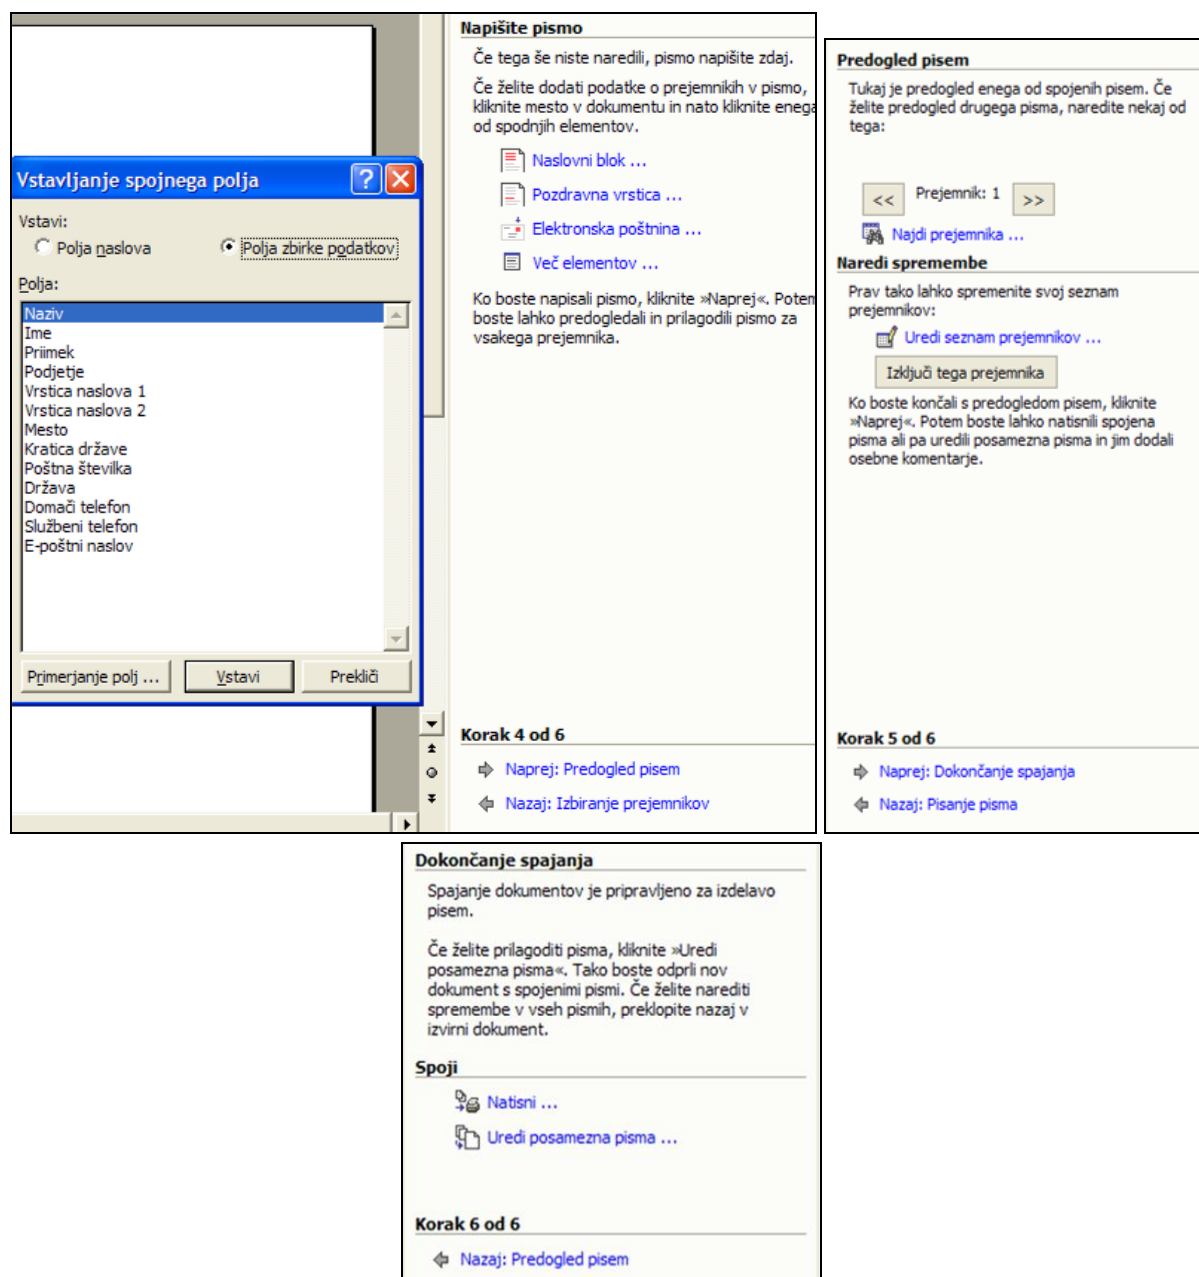 Vstavljanje spojnega polja
Vstavi:
Polja naslova
Polja zbirke podatkov
Polja:
Naziv
Ime
Priimek
Podjetje
Vrstica naslova 1
Vrstica naslova 2
Mesto
Kratica države
Poštna številka
Država
Domači telefon
Službeni telefon
E-poštni naslov
Primerjanje polj ...
Vstavi
Prekliči
Napišite pismo
Če tega še niste naredili, pismo napišite zdaj.
Če želite dodati podatke o prejemnikih v pismo,
kliknite mesto v dokumentu in nato kliknite enega
od spodnjih elementov.
Naslovni blok ...
Pozdravna vrstica ...
Elektronska poštnina ...
Več elementov ...
Ko boste napisali pismo, kliknite »Naprej«. Potem
boste lahko predogledali in prilagodili pismo za
vsakega prejemnika.
Korak 4 od 6
Naprej: Predogled pisem
Nazaj: Izbiranje prejemnikov
Predogled pisem
Tukaj je predogled enega od spojenih pisem. Če
želite predogled drugega pisma, naredite nekaj od
tega:
<< Prejemnik: 1 >>
Najdi prejemnika ...
Naredi spremembe
Prav tako lahko spremenite svoj seznam
prejemnikov:
Uredi seznam prejemnikov ...
Izključi tega prejemnika
Ko boste končali s predogledom pisem, kliknite
»Naprej«. Potem boste lahko natisnili spojena
pisma ali pa uredili posamezna pisma in jim dodali
osebne komentarje.
Korak 5 od 6
Naprej: Dokončanje spajanja
Nazaj: Pisanje pisma
Dokončanje spajanja
Spajanje dokumentov je pripravljeno za izdelavo
pisem.
Če želite prilagoditi pisma, kliknite »Uredi
posamezna pisma«. Tako boste odprli nov
dokument s spojenimi pismi. Če želite narediti
spremembe v vseh pismih, preklopite nazaj v
izvirni dokument.
Spoji
Natisni ...
Uredi posamezna pisma ...
Korak 6 od 6
Nazaj: Predogled pisem